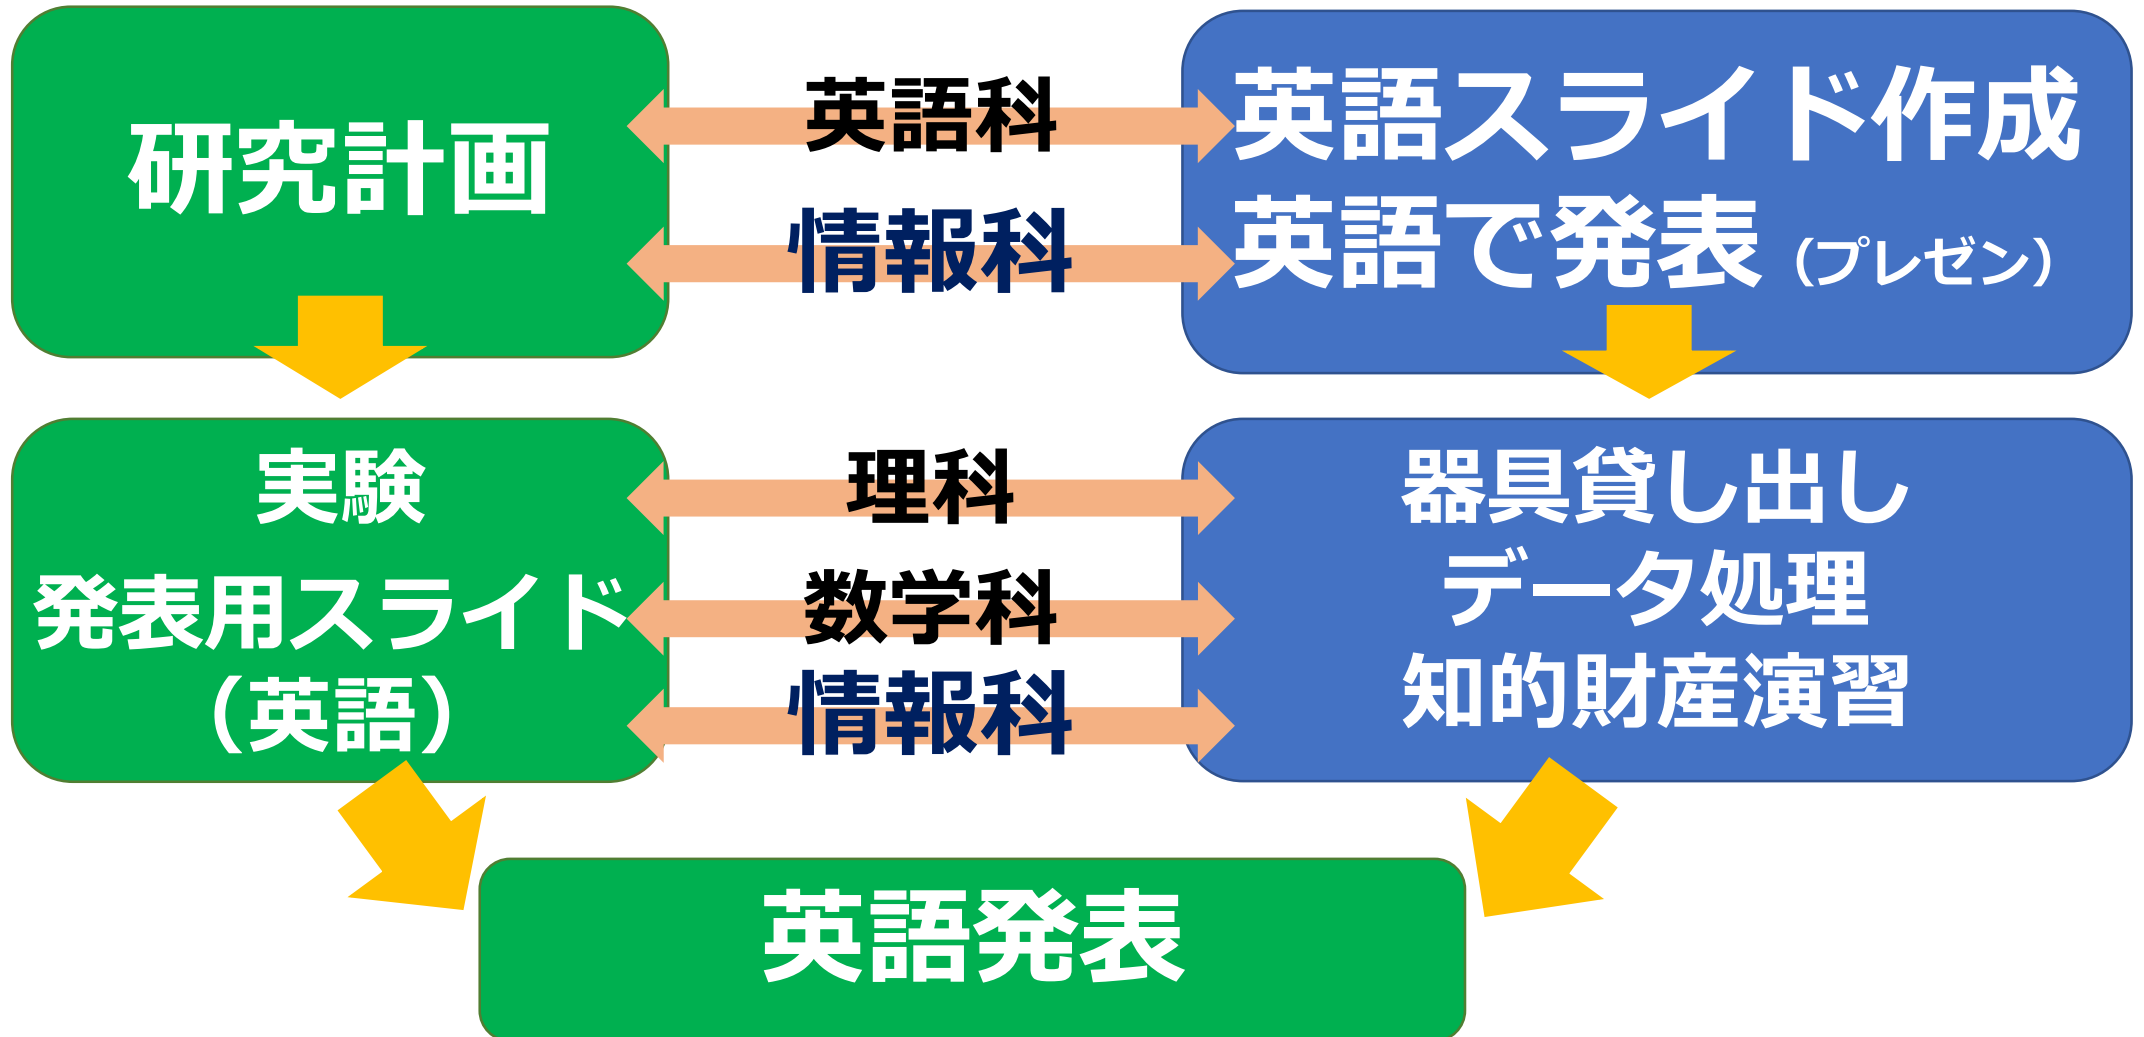 研究計画
英語科
情報科
英語スライド作成
英語で発表（プレゼン）
実験
発表用スライド
（英語）
理科
数学科
情報科
器具貸し出し
データ処理
知的財産演習
英語発表